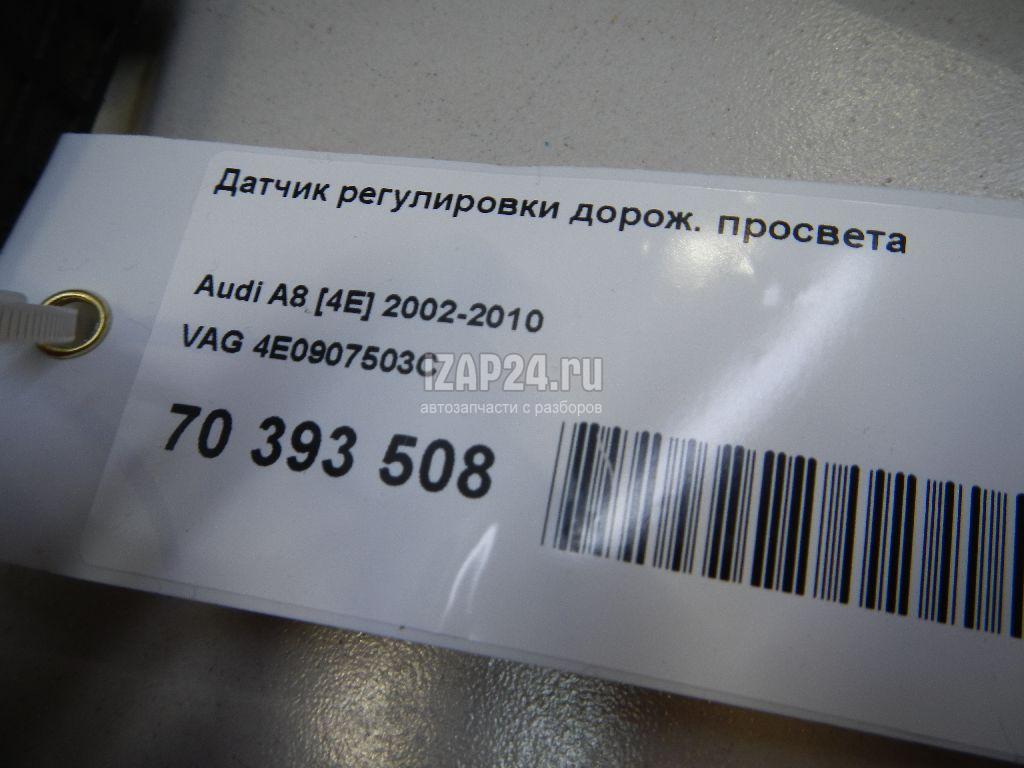 Датчик регулировки дорож. просвета
Audi A8 [4E] 2002-2010
VAG 4E0907503C
iZAP24.ru
автозапчасти с разборов
70 393 508